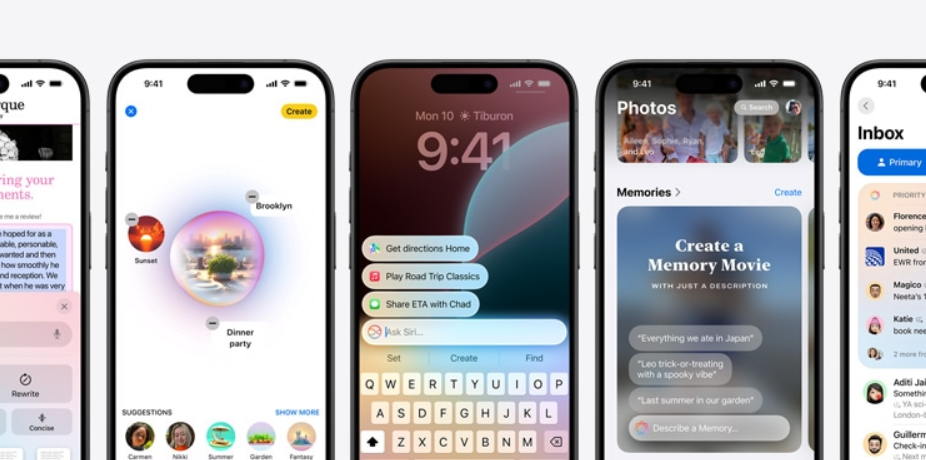 que
ring your
ents.
e me a review!
e hoped for as a
able, personable,
wanted and then
how smoothly he
nd reception. We
t when he was very
Rewrite
Concise
9:41
Create
Brooklyn
Sunset
Dinner
party
SUGGESTIONS
SHOW MORE
Carmen
Nikki
Summer
Garden
Fantasy
Mon 10
Tiburon
9:41
Get directions Home
Play Road Trip Classics
Share ETA with Chad
Ask Siri...
Set
Create
Find
Q W E R T Y U I O P
A S D F G H J K L
Z X C V B N M
9:41
Photos
Search
Aileen, Sophie, Ryan,
and Leo
Memories >
Create
Create a
Memory Movie
WITH JUST A DESCRIPTION
“Everything we ate in Japan”
“Leo trick-or-treating
with a spooky vibe”
“Last summer in our garden”
Describe a Memory...
9:41
Inbox
Primary
PRIORITY
Florence
opening
United
EWR fron
Magico
Neeta's 1
Katie
book nee
2 more fro
Aditi Jai
Somethin
YA sci-
London-b
Guillerm
Check-in
Next m